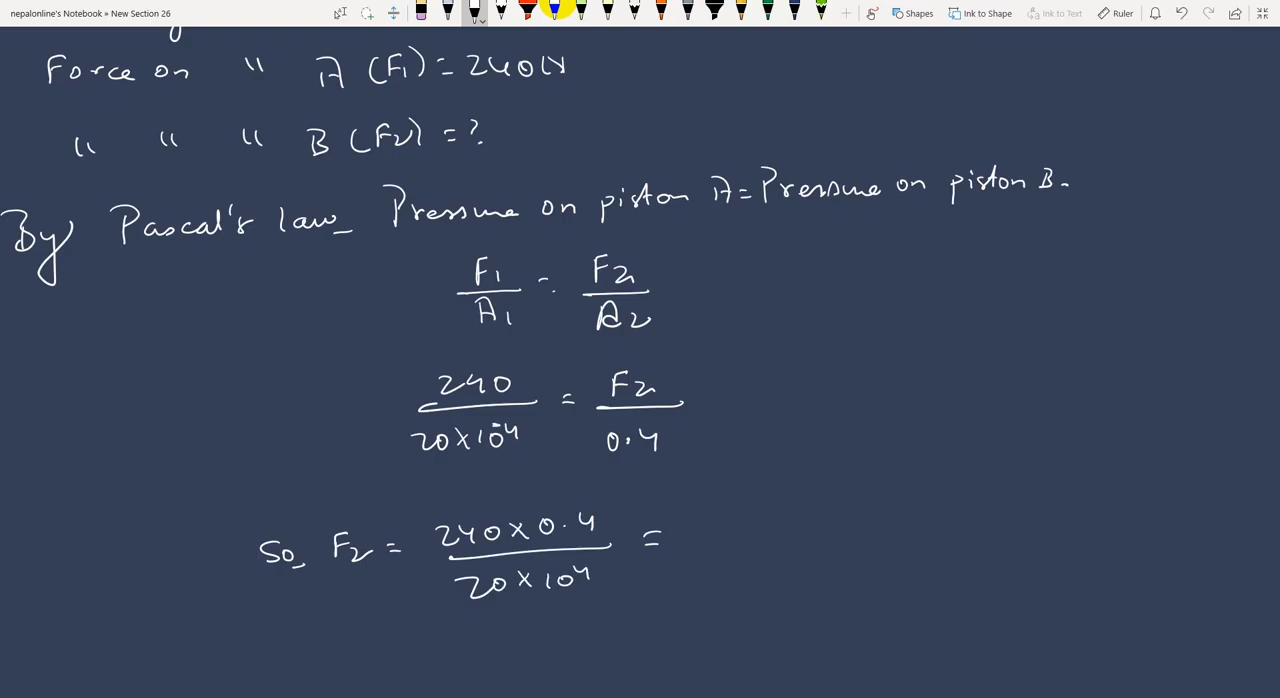 nepalonline's Notebook » New Section 26
Shapes Ink to Shape Ink to Text Ruler
Force on " A (F1) = 240N
" " " B (F2) = ?
By Pascal's law Pressure on piston A = Pressure on piston B.
F1/A1 = F2/A2
240/20×10⁻⁴ = F2/0.4
So F2 = 240×0.4/20×10⁴ =